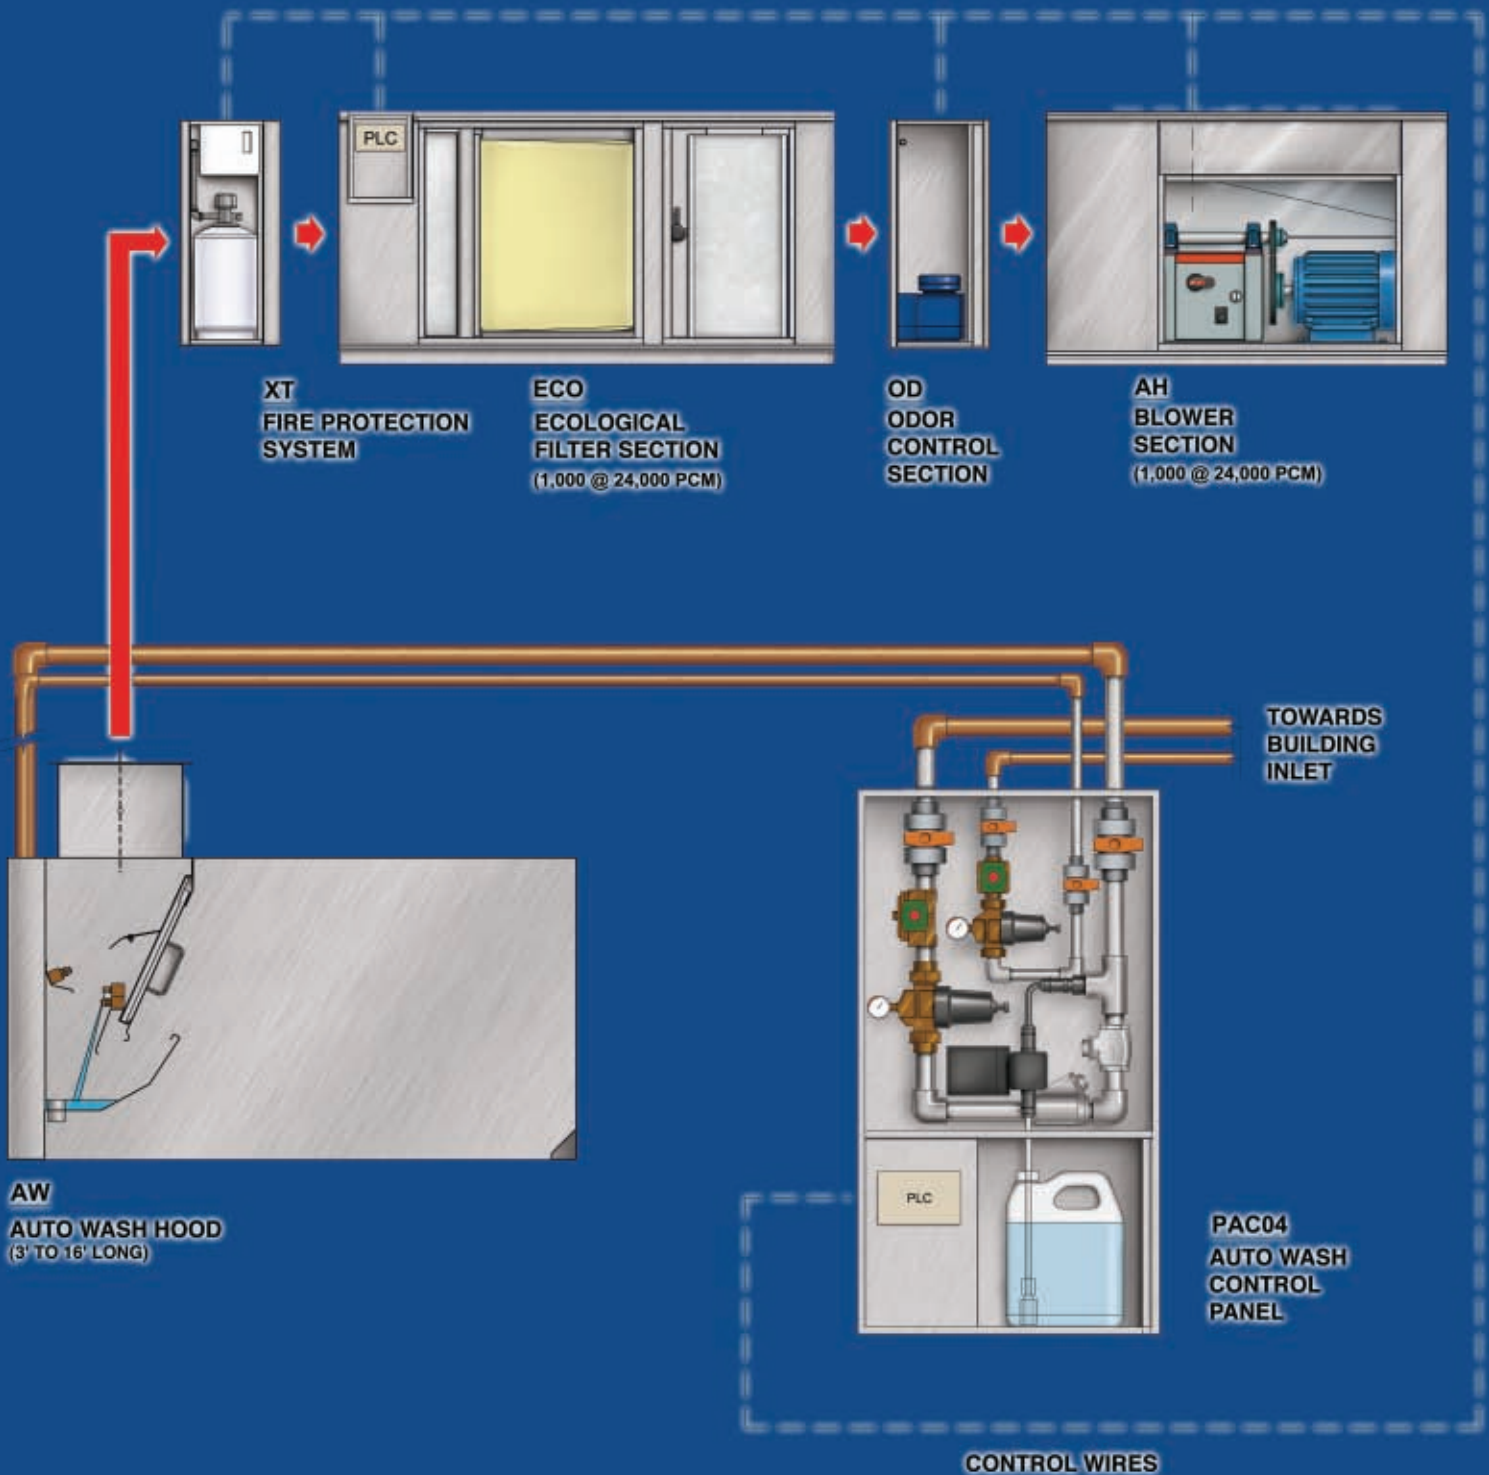 PLC
XT
FIRE PROTECTION
SYSTEM
ECO
ECOLOGICAL
FILTER SECTION
(1,000 @ 24,000 PCM)
OD
ODOR
CONTROL
SECTION
AH
BLOWER
SECTION
(1,000 @ 24,000 PCM)
TOWARDS
BUILDING
INLET
AW
AUTO WASH HOOD
(3' TO 16' LONG)
PLC
PAC04
AUTO WASH
CONTROL
PANEL
CONTROL WIRES